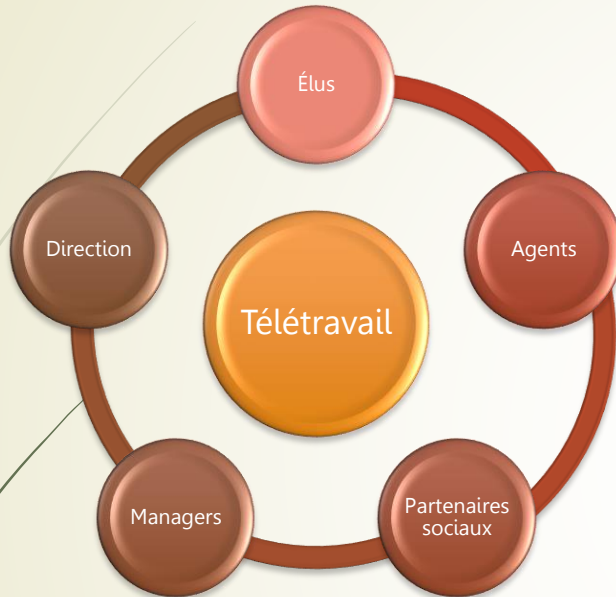 Élus
Agents
Partenaires
sociaux
Managers
Direction
Télétravail